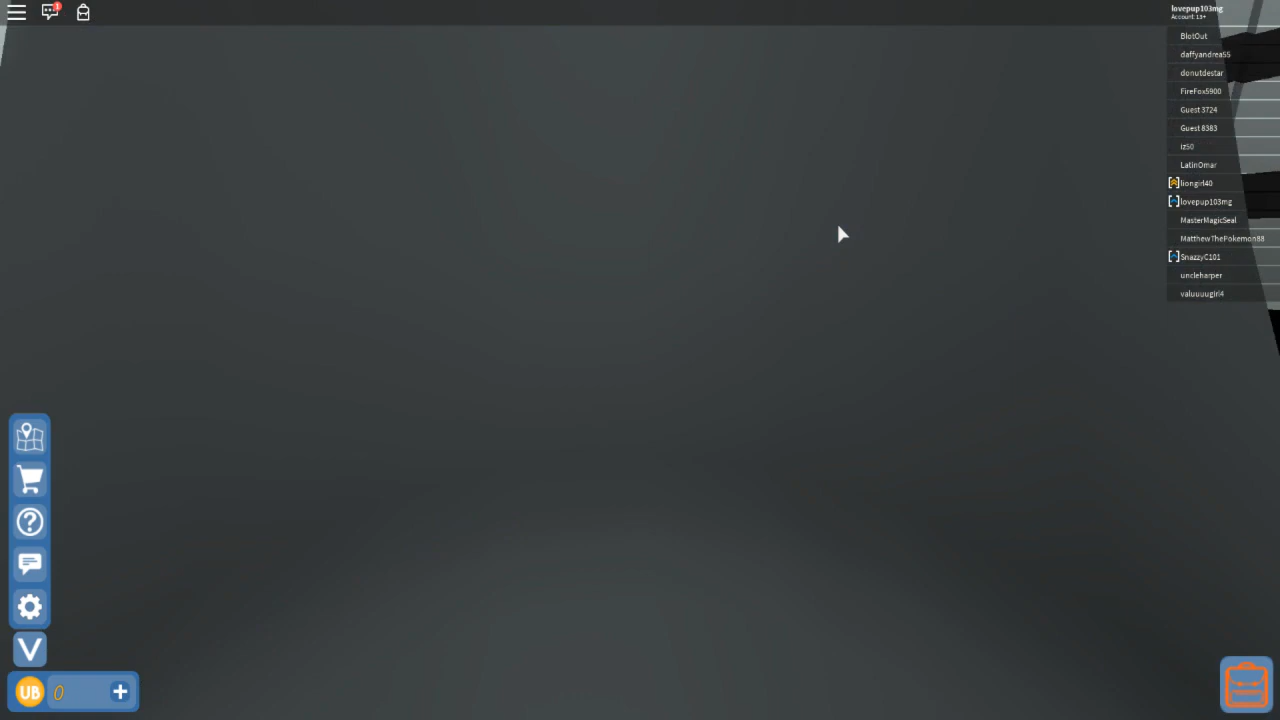 1
lovepup103mg
Account: 13+
BlotOut
daffyandrea55
donutdestar
FireFox5900
Guest 3724
Guest 8383
iz50
LatinOmar
liongirl40
lovepup103mg
MasterMagicSeal
MatthewThePokemon88
SnazzyC101
uncleharper
valuuuugirl4
V
UB 0 +